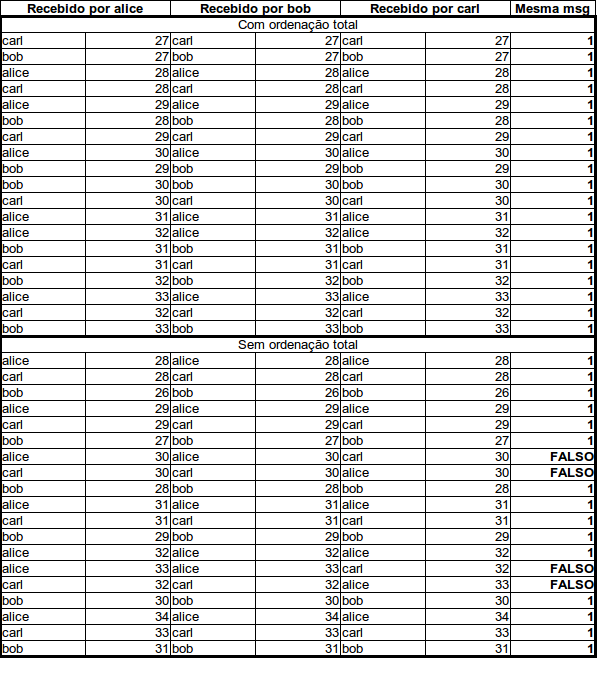 Recebido por alice Recebido por bob Recebido por carl Mesma msg
Com ordenação total
carl 27 carl 27 carl 27 1
bob 27 bob 27 bob 27 1
alice 28 alice 28 alice 28 1
carl 28 carl 28 carl 28 1
alice 29 alice 29 alice 29 1
bob 28 bob 28 bob 28 1
carl 29 carl 29 carl 29 1
alice 30 alice 30 alice 30 1
bob 29 bob 29 bob 29 1
bob 30 bob 30 bob 30 1
carl 30 carl 30 carl 30 1
alice 31 alice 31 alice 31 1
alice 32 alice 32 alice 32 1
bob 31 bob 31 bob 31 1
carl 31 carl 31 carl 31 1
bob 32 bob 32 bob 32 1
alice 33 alice 33 alice 33 1
carl 32 carl 32 carl 32 1
bob 33 bob 33 bob 33 1
Sem ordenação total
alice 28 alice 28 alice 28 1
carl 28 carl 28 carl 28 1
bob 26 bob 26 bob 26 1
alice 29 alice 29 alice 29 1
carl 29 carl 29 carl 29 1
bob 27 bob 27 bob 27 1
alice 30 alice 30 carl 30 FALSO
carl 30 carl 30 alice 30 FALSO
bob 28 bob 28 bob 28 1
alice 31 alice 31 alice 31 1
carl 31 carl 31 carl 31 1
bob 29 bob 29 bob 29 1
alice 32 alice 32 alice 32 1
alice 33 alice 33 carl 32 FALSO
carl 32 carl 32 alice 33 FALSO
bob 30 bob 30 bob 30 1
alice 34 alice 34 alice 34 1
carl 33 carl 33 carl 33 1
bob 31 bob 31 bob 31 1